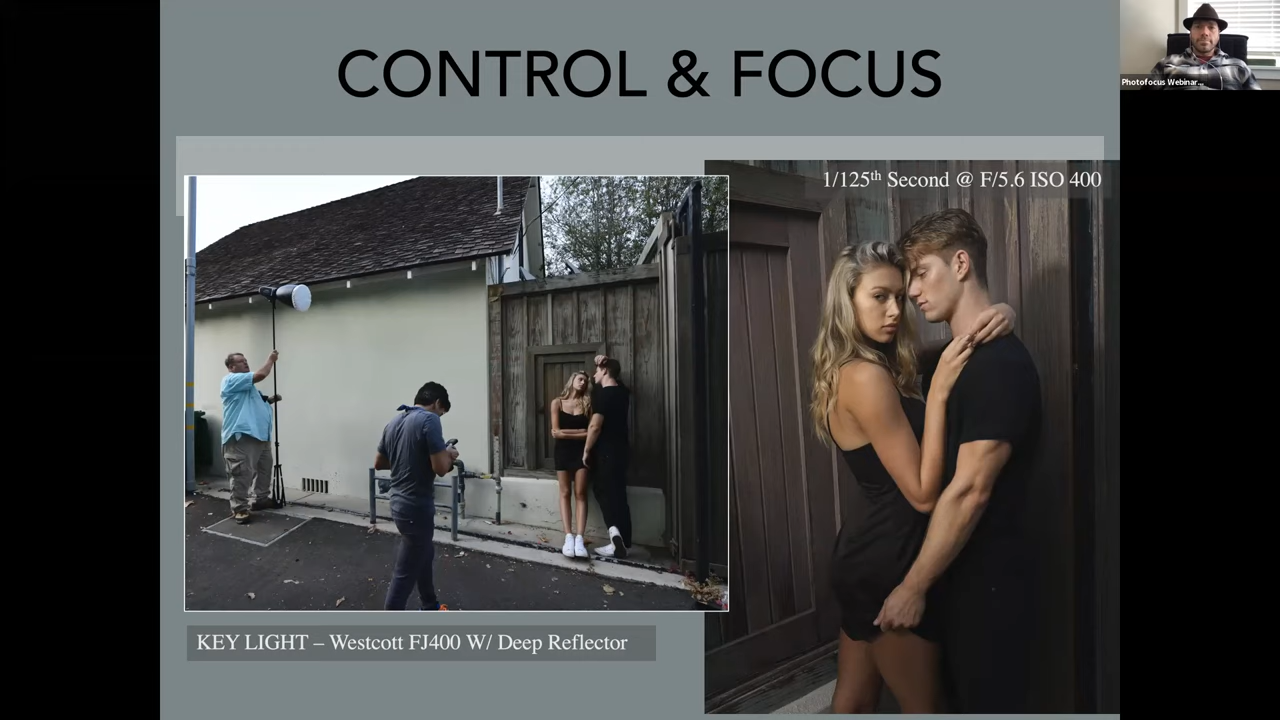 CONTROL & FOCUS
Photofocus Webinar...
1/125th Second @ F/5.6 ISO 400
KEY LIGHT – Westcott FJ400 W/ Deep Reflector